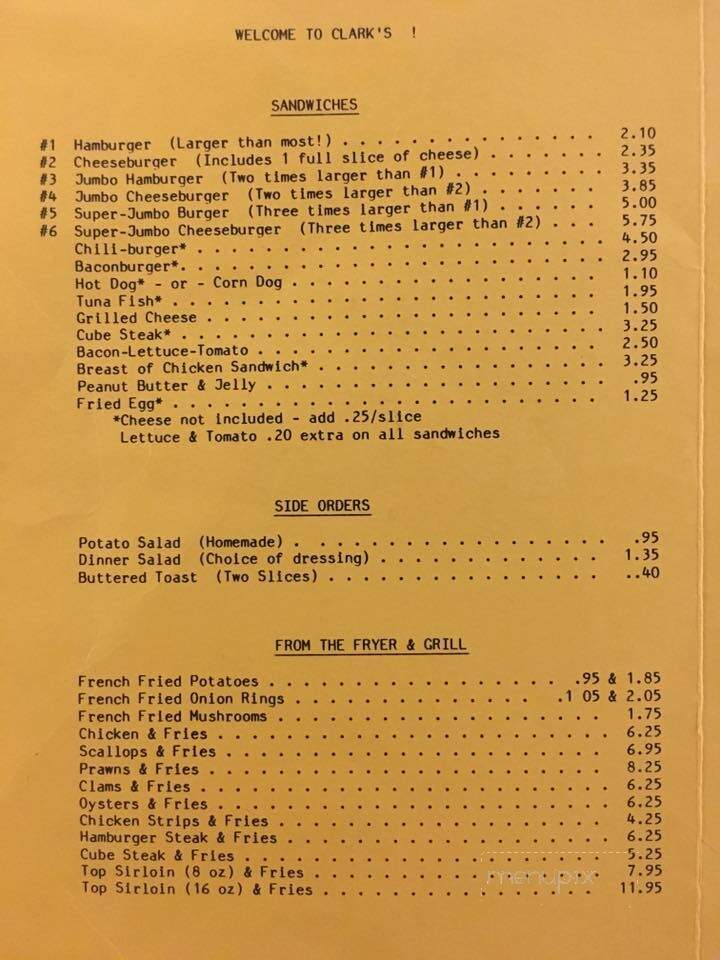 WELCOME TO CLARK'S !
SANDWICHES
#1 Hamburger (Larger than most!) . . . . . . . . . . . . . . . 2.10
#2 Cheeseburger (Includes 1 full slice of cheese) . . . . . . . 2.35
#3 Jumbo Hamburger (Two times larger than #1) . . . . . . . . . 3.35
#4 Jumbo Cheeseburger (Two times larger than #2) . . . . . . . 3.85
#5 Super-Jumbo Burger (Three times larger than #1) . . . . . . . 5.00
#6 Super-Jumbo Cheeseburger (Three times larger than #2) . . . 5.75
Chili-burger* . . . . . . . . . . . . . . . . . . . . . . . . 4.50
Baconburger*. . . . . . . . . . . . . . . . . . . . . . . . . 2.95
Hot Dog* - or - Corn Dog . . . . . . . . . . . . . . . . . . 1.10
Tuna Fish* . . . . . . . . . . . . . . . . . . . . . . . . . 1.95
Grilled Cheese . . . . . . . . . . . . . . . . . . . . . . . 1.50
Cube Steak* . . . . . . . . . . . . . . . . . . . . . . . . . 3.25
Bacon-Lettuce-Tomato . . . . . . . . . . . . . . . . . . . . 2.50
Breast of Chicken Sandwich* . . . . . . . . . . . . . . . . . 3.25
Peanut Butter & Jelly . . . . . . . . . . . . . . . . . . . . .95
Fried Egg* . . . . . . . . . . . . . . . . . . . . . . . . . 1.25
*Cheese not included - add .25/slice
Lettuce & Tomato .20 extra on all sandwiches
SIDE ORDERS
Potato Salad (Homemade) . . . . . . . . . . . . . . . . . . .95
Dinner Salad (Choice of dressing) . . . . . . . . . . . . . 1.35
Buttered Toast (Two Slices) . . . . . . . . . . . . . . . . ..40
FROM THE FRYER & GRILL
French Fried Potatoes . . . . . . . . . . . . . . . . . .95 & 1.85
French Fried Onion Rings . . . . . . . . . . . . . . .1 05 & 2.05
French Fried Mushrooms . . . . . . . . . . . . . . . . . . . 1.75
Chicken & Fries . . . . . . . . . . . . . . . . . . . . . . . 6.25
Scallops & Fries . . . . . . . . . . . . . . . . . . . . . . 6.95
Prawns & Fries . . . . . . . . . . . . . . . . . . . . . . . 8.25
Clams & Fries . . . . . . . . . . . . . . . . . . . . . . . . 6.25
Oysters & Fries . . . . . . . . . . . . . . . . . . . . . . . 6.25
Chicken Strips & Fries . . . . . . . . . . . . . . . . . . . 4.25
Hamburger Steak & Fries . . . . . . . . . . . . . . . . . . . 6.25
Cube Steak & Fries . . . . . . . . . . . . . . . . . . . . . 5.25
Top Sirloin (8 oz) & Fries . . . . . . . . . . . . . . . . . 7.95
Top Sirloin (16 oz) & Fries . . . . . . . . . . . . . . . . 11.95
menupix